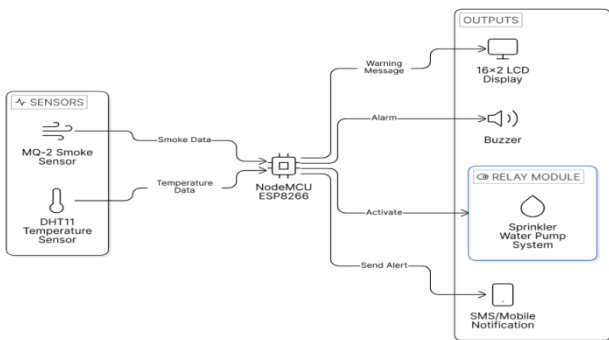 OUTPUTS
Warning
Message
16×2 LCD
Display
SENSORS
Alarm
Smoke Data
Buzzer
MQ-2 Smoke
Sensor
Temperature
Data
NodeMCU
ESP8266
RELAY MODULE
Activate
DHT11
Temperature
Sensor
Sprinkler
Water Pump
System
Send Alert
SMS/Mobile
Notification